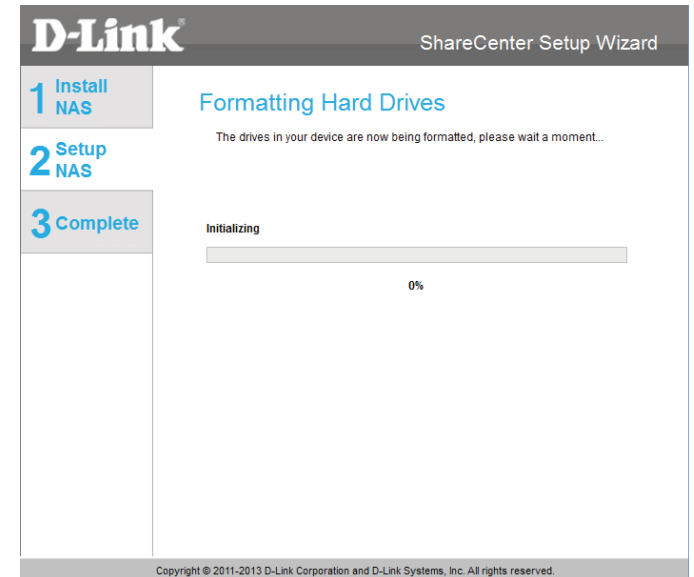 D-Link®
ShareCenter Setup Wizard
1 Install
NAS
2 Setup
NAS
3 Complete
Formatting Hard Drives
The drives in your device are now being formatted, please wait a moment...
Initializing
0%
Copyright © 2011-2013 D-Link Corporation and D-Link Systems, Inc. All rights reserved.